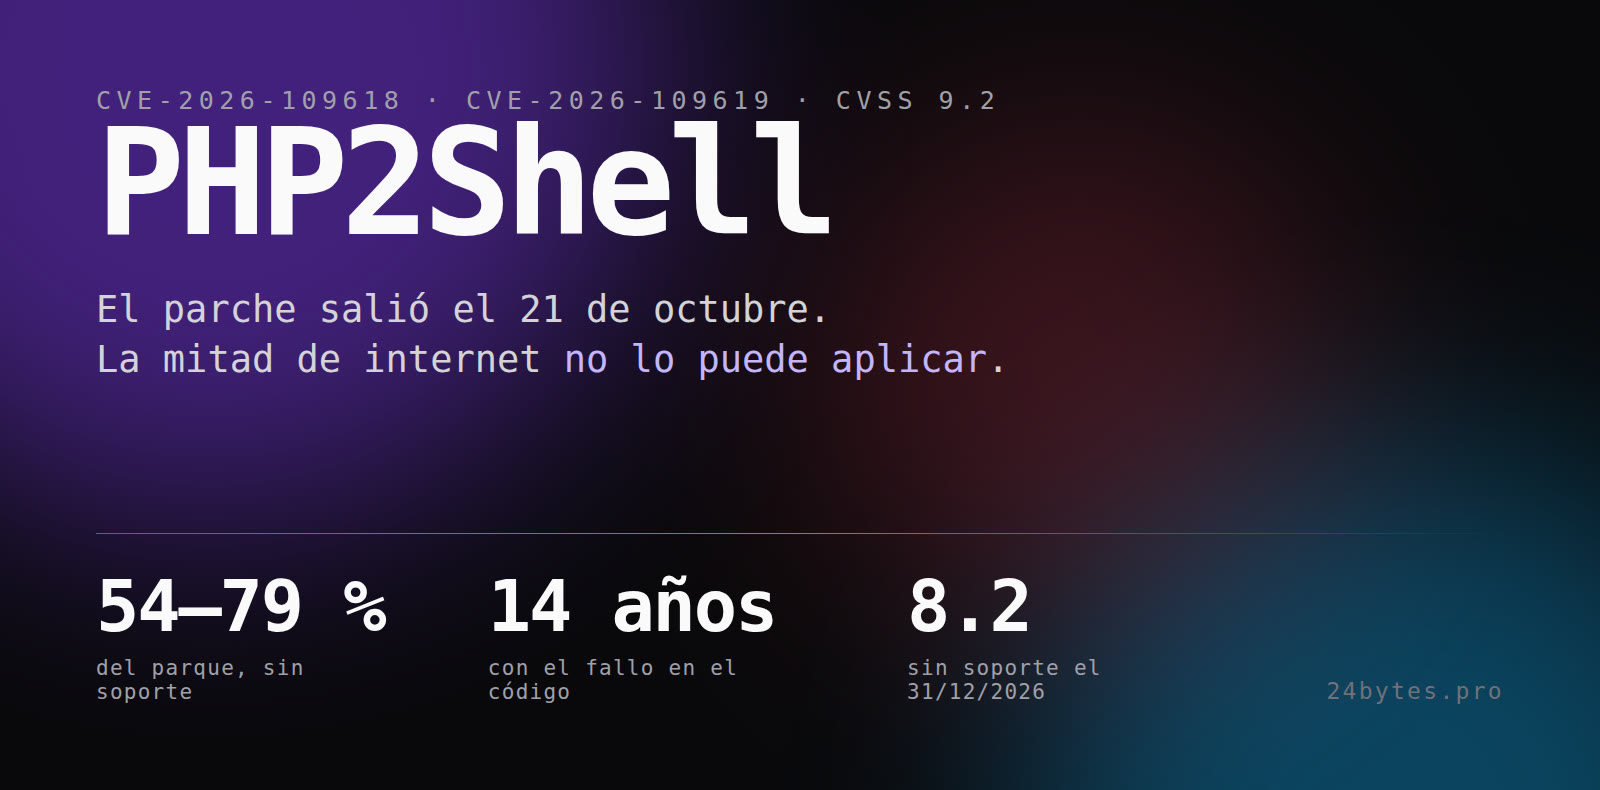 CVE-2026-109618 · CVE-2026-109619 · CVSS 9.2
PHP2Shell
El parche salió el 21 de octubre.
La mitad de internet no lo puede aplicar.
54—79 %
del parque, sin
soporte
14 años
con el fallo en el
código
8.2
sin soporte el
31/12/2026
24bytes.pro